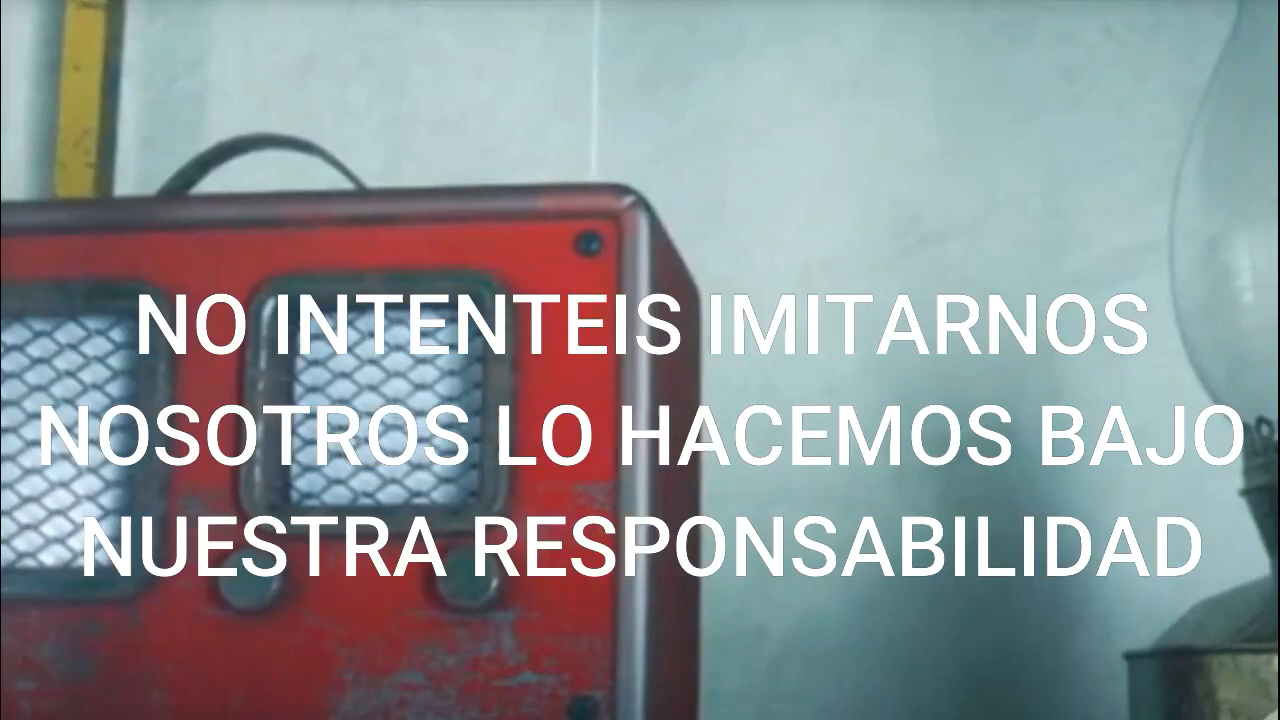 NO INTENTEIS IMITARNOS
NOSOTROS LO HACEMOS BAJO
NUESTRA RESPONSABILIDAD